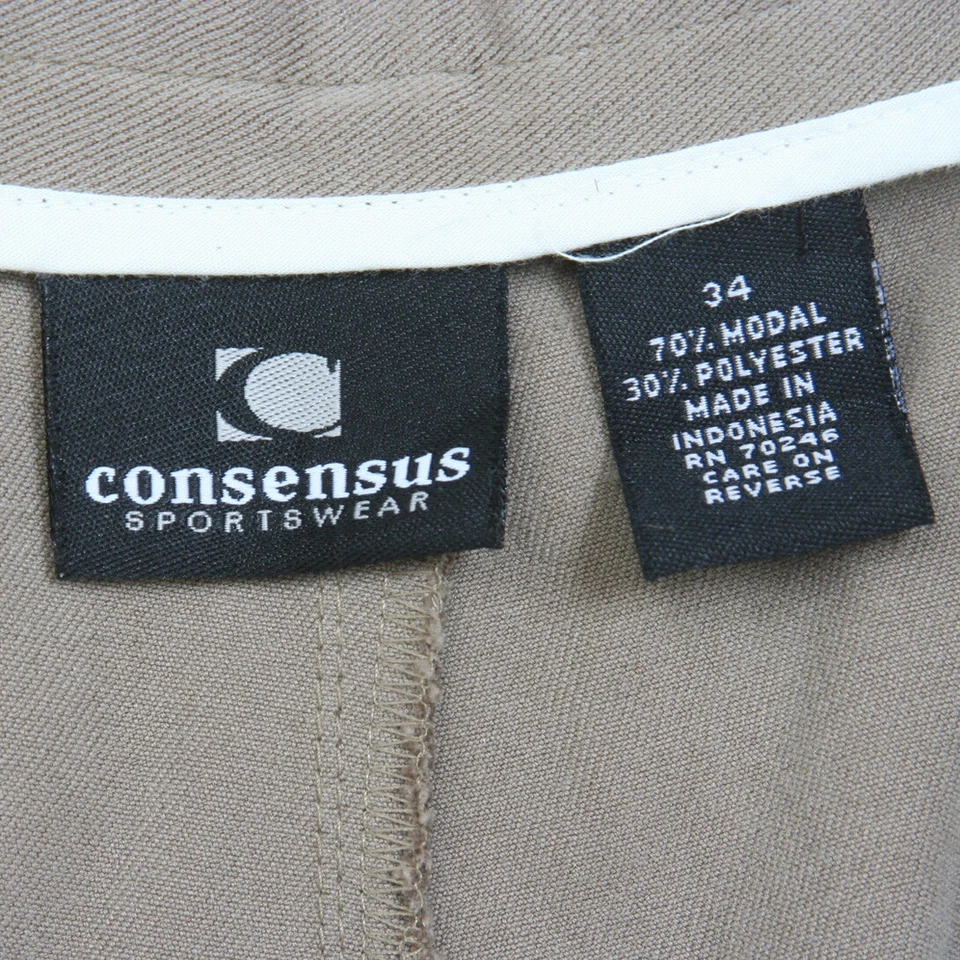 consensus
SPORTSWEAR
34
70% MODAL
30% POLYESTER
MADE IN
INDONESIA
RN 70246
CARE ON
REVERSE